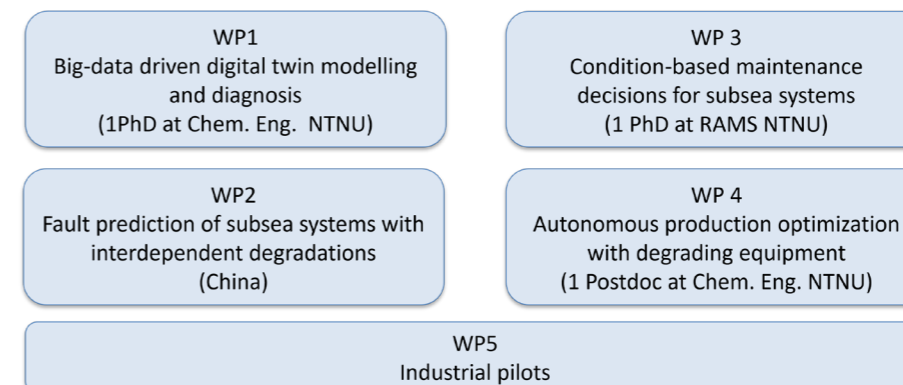 WP1
Big-data driven digital twin modelling
and diagnosis
(1PhD at Chem. Eng. NTNU)
WP 3
Condition-based maintenance
decisions for subsea systems
(1 PhD at RAMS NTNU)
WP2
Fault prediction of subsea systems with
interdependent degradations
(China)
WP 4
Autonomous production optimization
with degrading equipment
(1 Postdoc at Chem. Eng. NTNU)
WP5
Industrial pilots